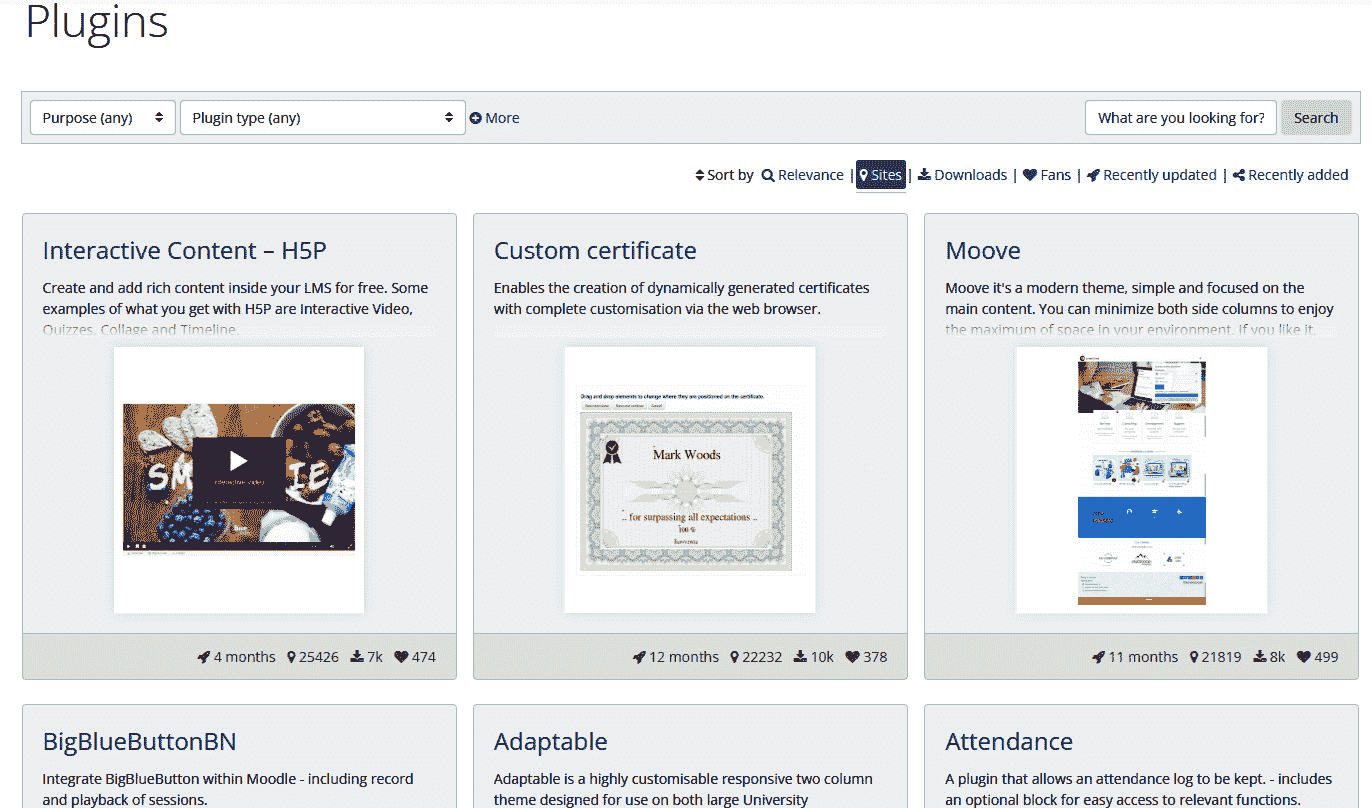 Plugins
Purpose (any) Plugin type (any) More What are you looking for? Search
Sort by Relevance | Sites | Downloads | Fans | Recently updated | Recently added
Interactive Content – H5P
Create and add rich content inside your LMS for free. Some
examples of what you get with H5P are Interactive Video,
Quizzes, Collage and Timeline.
SM IE
Interactive video
4 months 25426 7k 474
Custom certificate
Enables the creation of dynamically generated certificates
with complete customisation via the web browser.
Drag and drop elements to change where they are positioned on the certificate.
Mark Woods
.. for surpassing all expectations ..
100 %
12 months 22232 10k 378
Moove
Moove it's a modern theme, simple and focused on the
main content. You can minimize both side columns to enjoy
the maximum of space in your environment. If you like it,
11 months 21819 8k 499
BigBlueButtonBN
Integrate BigBlueButton within Moodle - including record
and playback of sessions.
Adaptable
Adaptable is a highly customisable responsive two column
theme designed for use on both large University
Attendance
A plugin that allows an attendance log to be kept. - includes
an optional block for easy access to relevant functions.